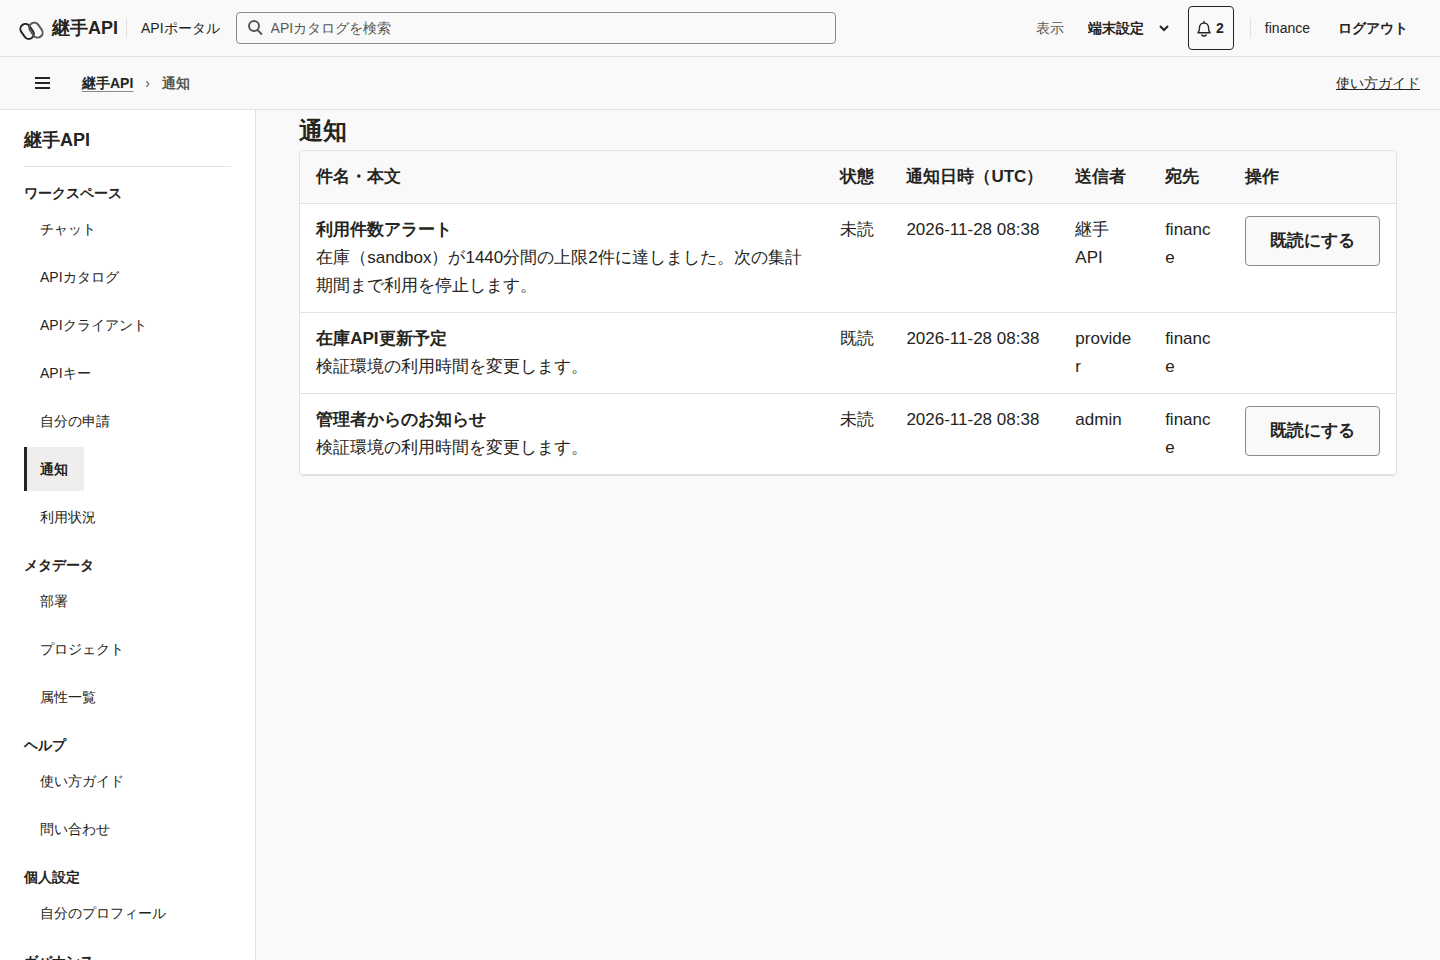 継手API
APIポータル
APIカタログを検索
表示
端末設定
2
finance
ログアウト
継手API › 通知
使い方ガイド
継手API
ワークスペース
チャット
APIカタログ
APIクライアント
APIキー
自分の申請
通知
利用状況
メタデータ
部署
プロジェクト
属性一覧
ヘルプ
使い方ガイド
問い合わせ
個人設定
自分のプロフィール
ガバナンス
通知
件名・本文 状態 通知日時（UTC） 送信者 宛先 操作
利用件数アラート 未読 2026-11-28 08:38 継手 financ 既読にする
在庫（sandbox）が1440分間の上限2件に達しました。次の集計 API e
期間まで利用を停止します。
在庫API更新予定 既読 2026-11-28 08:38 provide financ
検証環境の利用時間を変更します。 r e
管理者からのお知らせ 未読 2026-11-28 08:38 admin financ 既読にする
検証環境の利用時間を変更します。 e